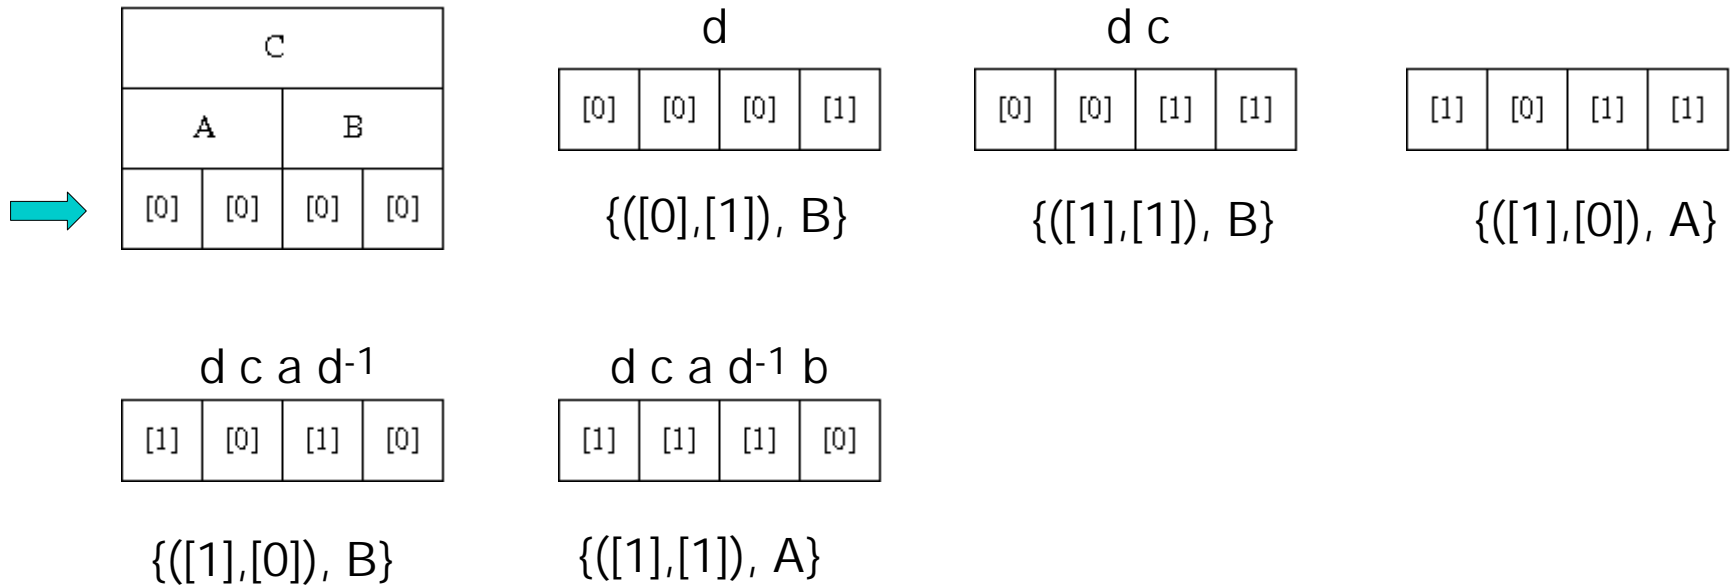 C
A B
[0] [0] [0] [0]
d
[0] [0] [0] [1]
{([0],[1]), B}
d c
[0] [0] [1] [1]
{([1],[1]), B}
[1] [0] [1] [1]
{([1],[0]), A}
d c a d-1
[1] [0] [1] [0]
{([1],[0]), B}
d c a d-1 b
[1] [1] [1] [0]
{([1],[1]), A}